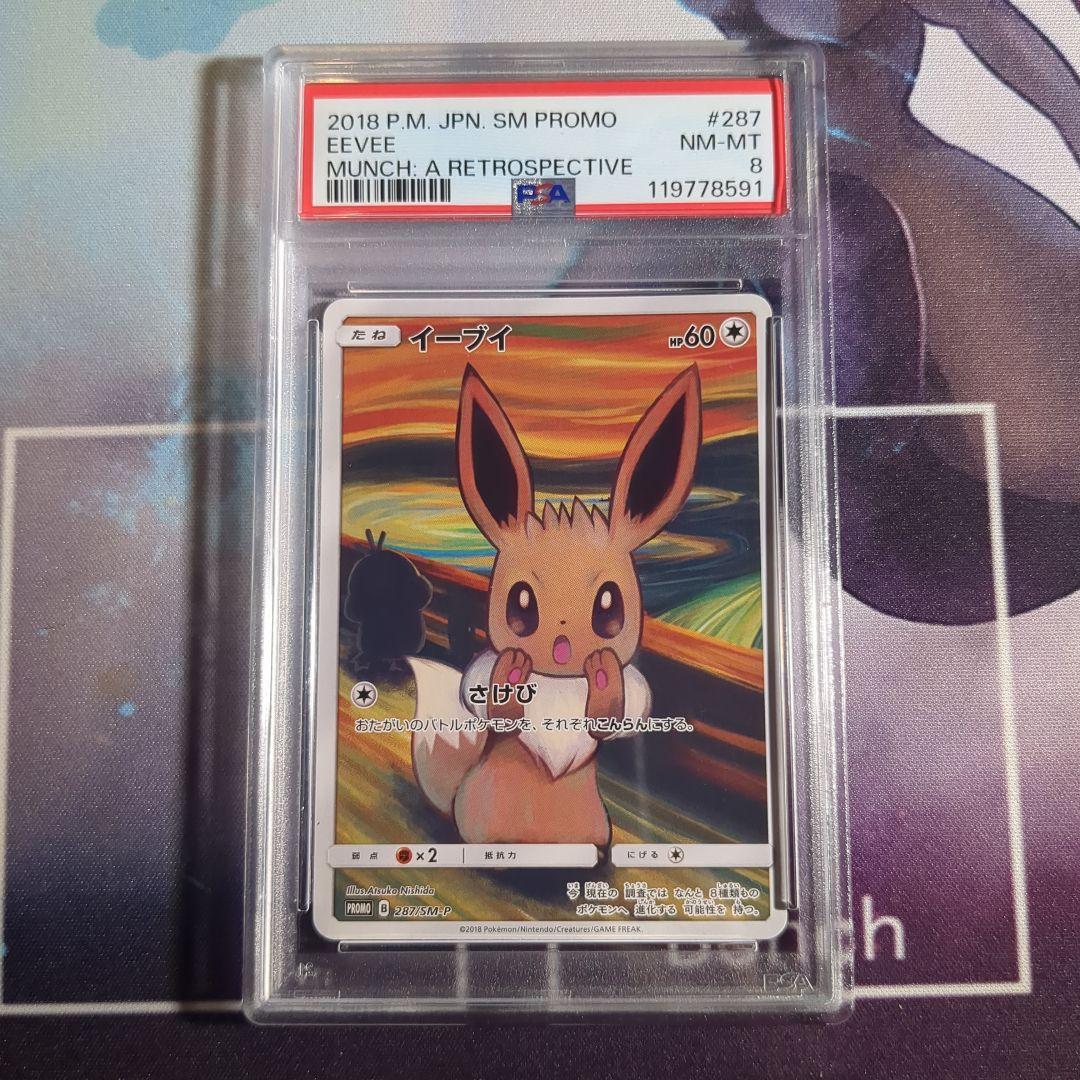 2018 P.M. JPN. SM PROMO #287
EEVEE NM-MT
MUNCH: A RETROSPECTIVE 8
PSA 119778591
たね イーブイ HP60
さけび
おたがいのバトルポケモンを、それぞれこんらんにする。
弱点 ×2 抵抗力 にげる
Illus. Atsuko Nishida
今 現在の 調査では なんと 8種類もの
ポケモンへ 進化する 可能性を 持つ。
PROMO B 287/SM-P
©2018 Pokémon/Nintendo/Creatures/GAME FREAK.
PSA